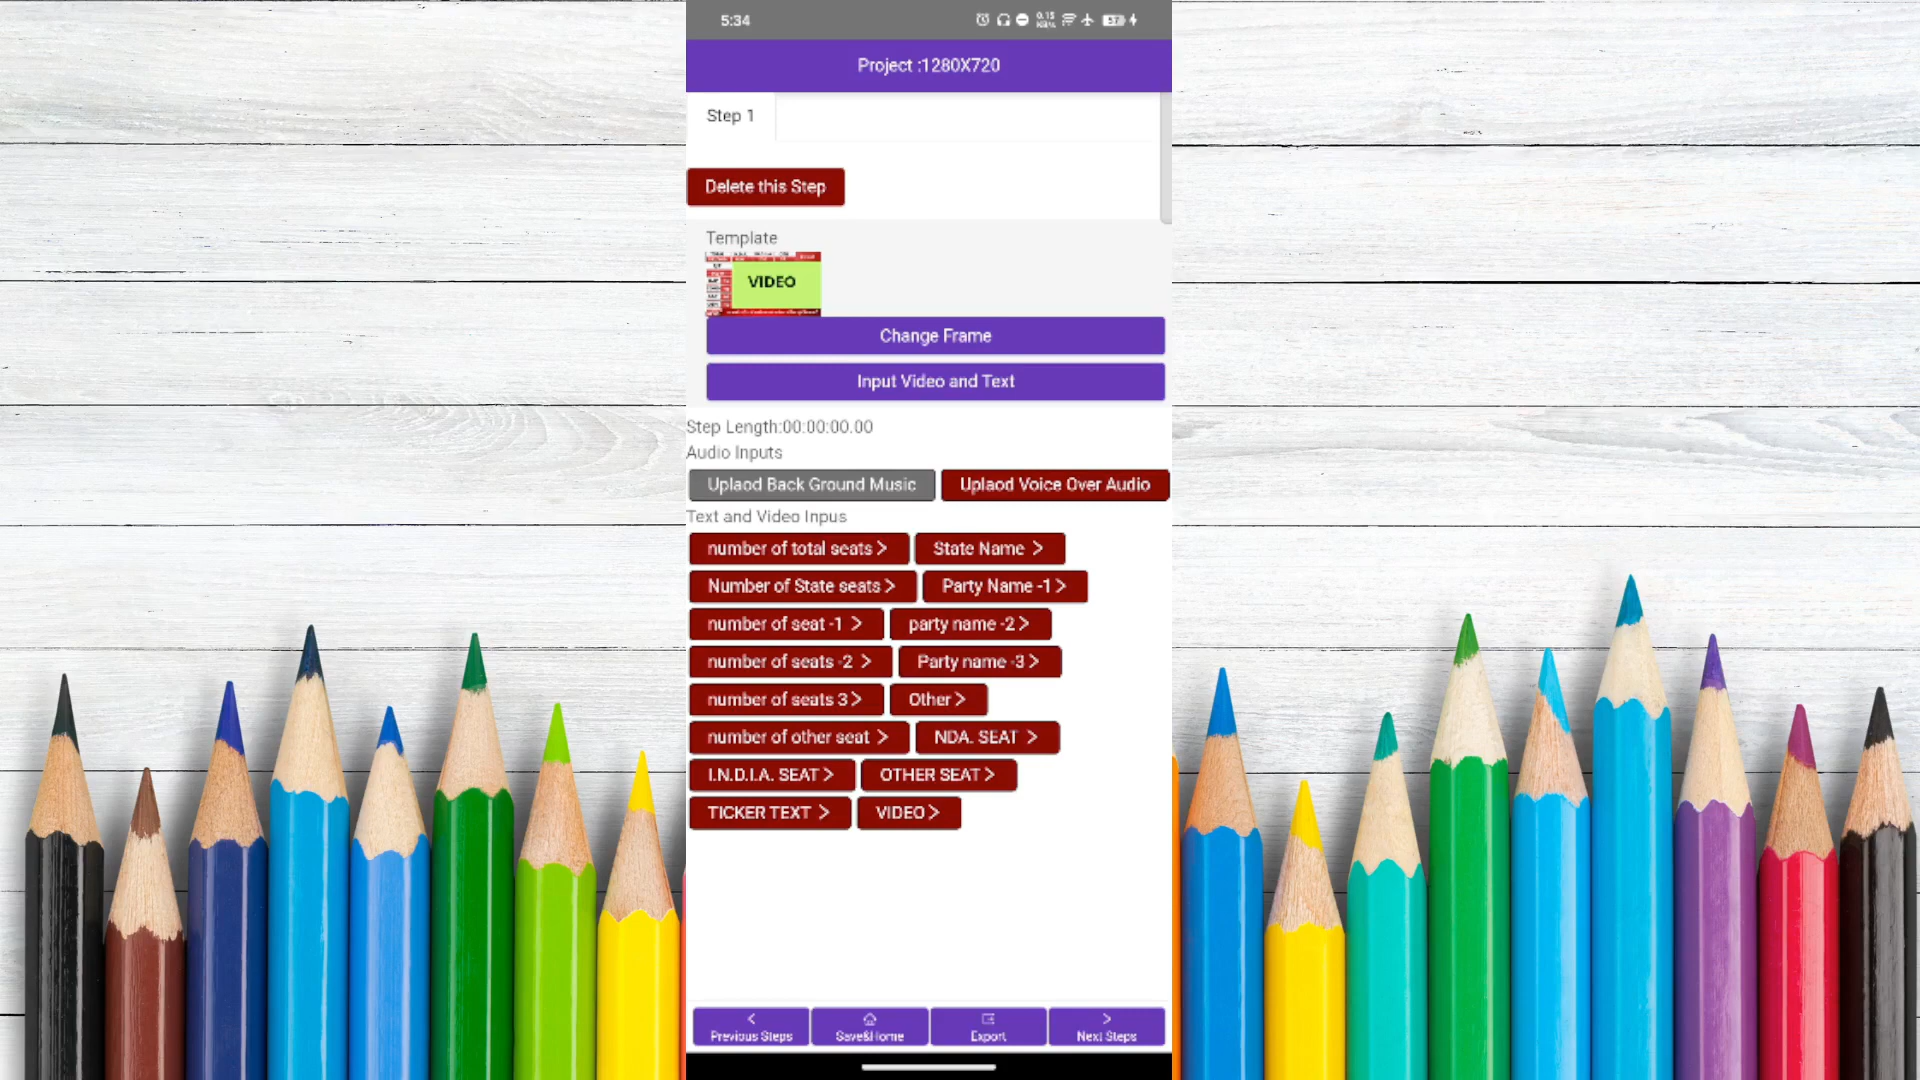 5:34
0.15
KB/s
57
Project :1280X720
Step 1
Delete this Step
Template
VIDEO
Change Frame
Input Video and Text
Step Length:00:00:00.00
Audio Inputs
Uplaod Back Ground Music
Uplaod Voice Over Audio
Text and Video Inpus
number of total seats >
State Name >
Number of State seats >
Party Name -1 >
number of seat -1 >
party name -2 >
number of seats -2 >
Party name -3 >
number of seats 3 >
Other >
number of other seat >
NDA. SEAT >
I.N.D.I.A. SEAT >
OTHER SEAT >
TICKER TEXT >
VIDEO >
Previous Steps
Save&Home
Export
Next Steps